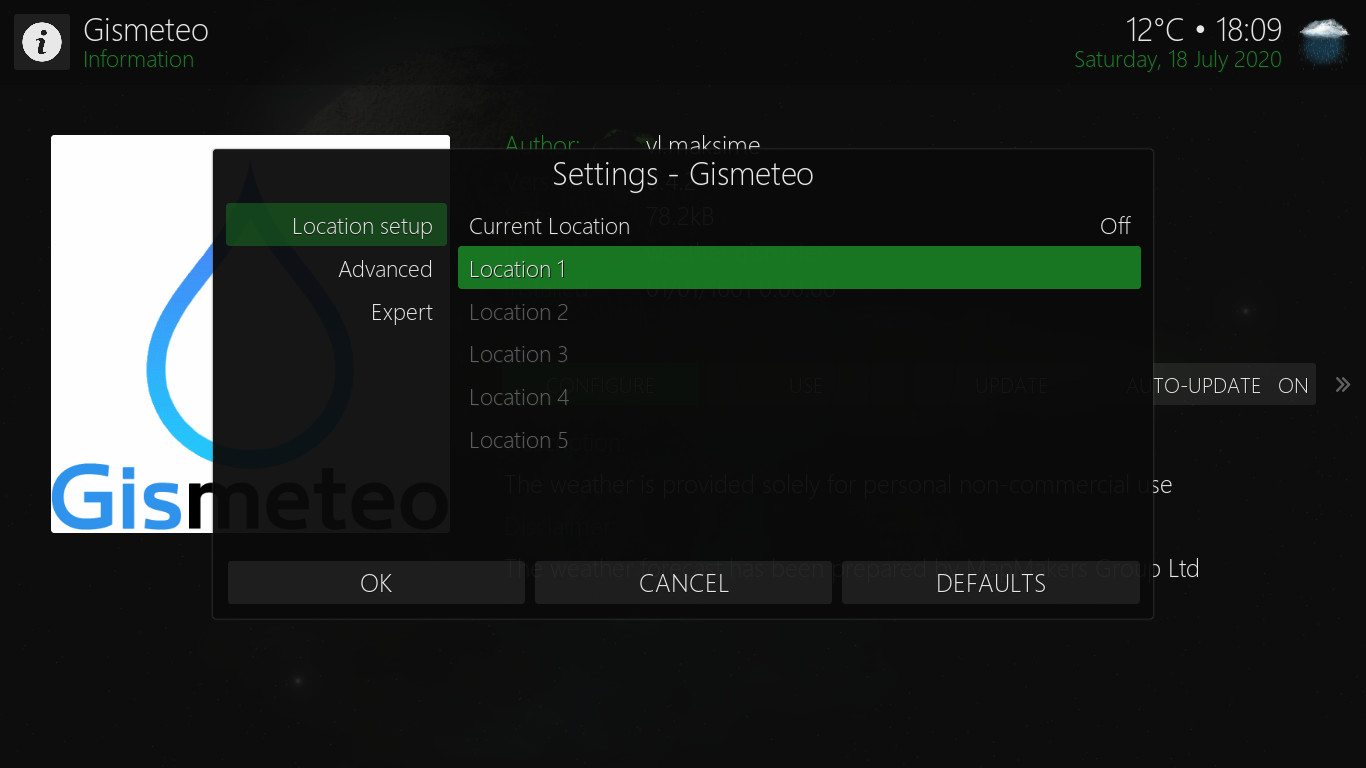 Gismeteo
Information
12°C • 18:09
Saturday, 18 July 2020
Author: vl.maksime
Settings - Gismeteo
78.2kB
Location setup
Advanced
Expert
Current Location Off
Location 1
Location 2
Location 3
Location 4
Location 5
CONFIGURE USE UPDATE AUTO-UPDATE ON
Gismeteo
The weather is provided solely for personal non-commercial use
The weather has been prepared Group Ltd
OK CANCEL DEFAULTS